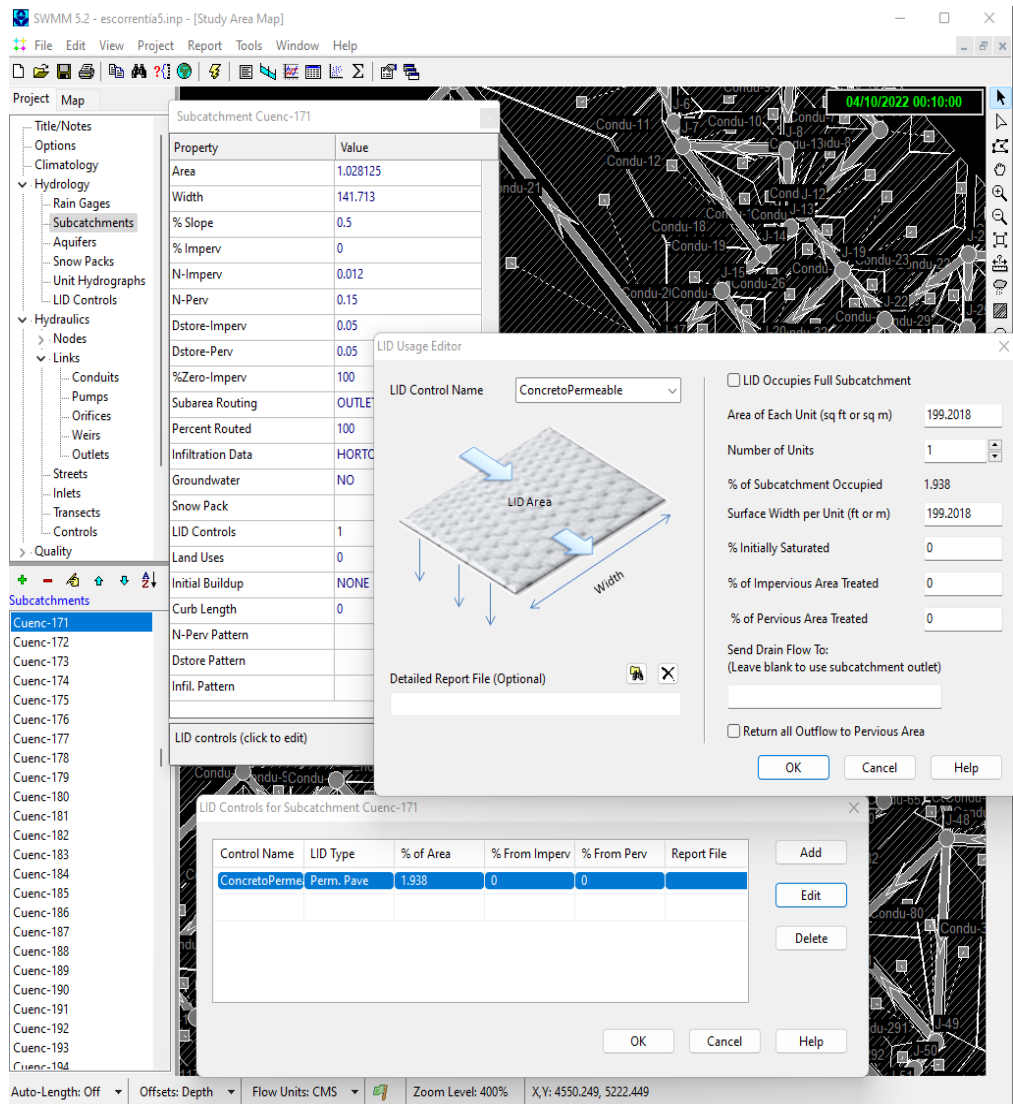 SWMM 5.2 - escorrentía5.inp - [Study Area Map]
File Edit View Project Report Tools Window Help
Project Map
Title/Notes
Options
Climatology
Hydrology
Rain Gages
Subcatchments
Aquifers
Snow Packs
Unit Hydrographs
LID Controls
Hydraulics
Nodes
Links
Conduits
Pumps
Orifices
Weirs
Outlets
Streets
Inlets
Transects
Controls
Quality
Subcatchments
Cuenc-171
Cuenc-172
Cuenc-173
Cuenc-174
Cuenc-175
Cuenc-176
Cuenc-177
Cuenc-178
Cuenc-179
Cuenc-180
Cuenc-181
Cuenc-182
Cuenc-183
Cuenc-184
Cuenc-185
Cuenc-186
Cuenc-187
Cuenc-188
Cuenc-189
Cuenc-190
Cuenc-191
Cuenc-192
Cuenc-193
Cuenc-194
Subcatchment Cuenc-171
Property Value
Area 1.028125
Width 141.713
% Slope 0.5
% Imperv 0
N-Imperv 0.012
N-Perv 0.15
Dstore-Imperv 0.05
Dstore-Perv 0.05
%Zero-Imperv 100
Subarea Routing OUTLE
Percent Routed 100
Infiltration Data HORTO
Groundwater NO
Snow Pack
LID Controls 1
Land Uses 0
Initial Buildup NONE
Curb Length 0
N-Perv Pattern
Dstore Pattern
Infil. Pattern
LID controls (click to edit)
04/10/2022 00:10:00
J-6
Condu-11
J-7
J-8
Condu-12
Condu-18
Condu-19
J-12
J-13
J-14
J-15
J-19
Condu-23
Condu-26
J-22
LID Usage Editor
LID Control Name ConcretoPermeable
LID Area
Width
Detailed Report File (Optional)
LID Occupies Full Subcatchment
Area of Each Unit (sq ft or sq m) 199.2018
Number of Units 1
% of Subcatchment Occupied 1.938
Surface Width per Unit (ft or m) 199.2018
% Initially Saturated 0
% of Impervious Area Treated 0
% of Pervious Area Treated 0
Send Drain Flow To:
(Leave blank to use subcatchment outlet)
Return all Outflow to Pervious Area
OK Cancel Help
LID Controls for Subcatchment Cuenc-171
Control Name LID Type % of Area % From Imperv % From Perv Report File
ConcretoPerme Perm. Pave 1.938 0 0
Add
Edit
Delete
OK Cancel Help
J-48
Condu-80
J-49
J-50
Auto-Length: Off Offsets: Depth Flow Units: CMS Zoom Level: 400% X,Y: 4550.249, 5222.449